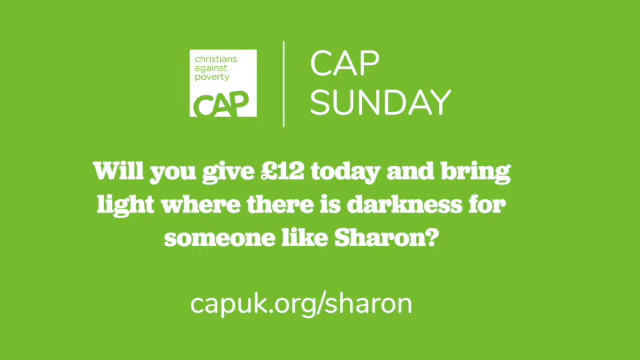 christians
against
poverty
CAP
CAP
SUNDAY
Will you give £12 today and bring
light where there is darkness for
someone like Sharon?
capuk.org/sharon